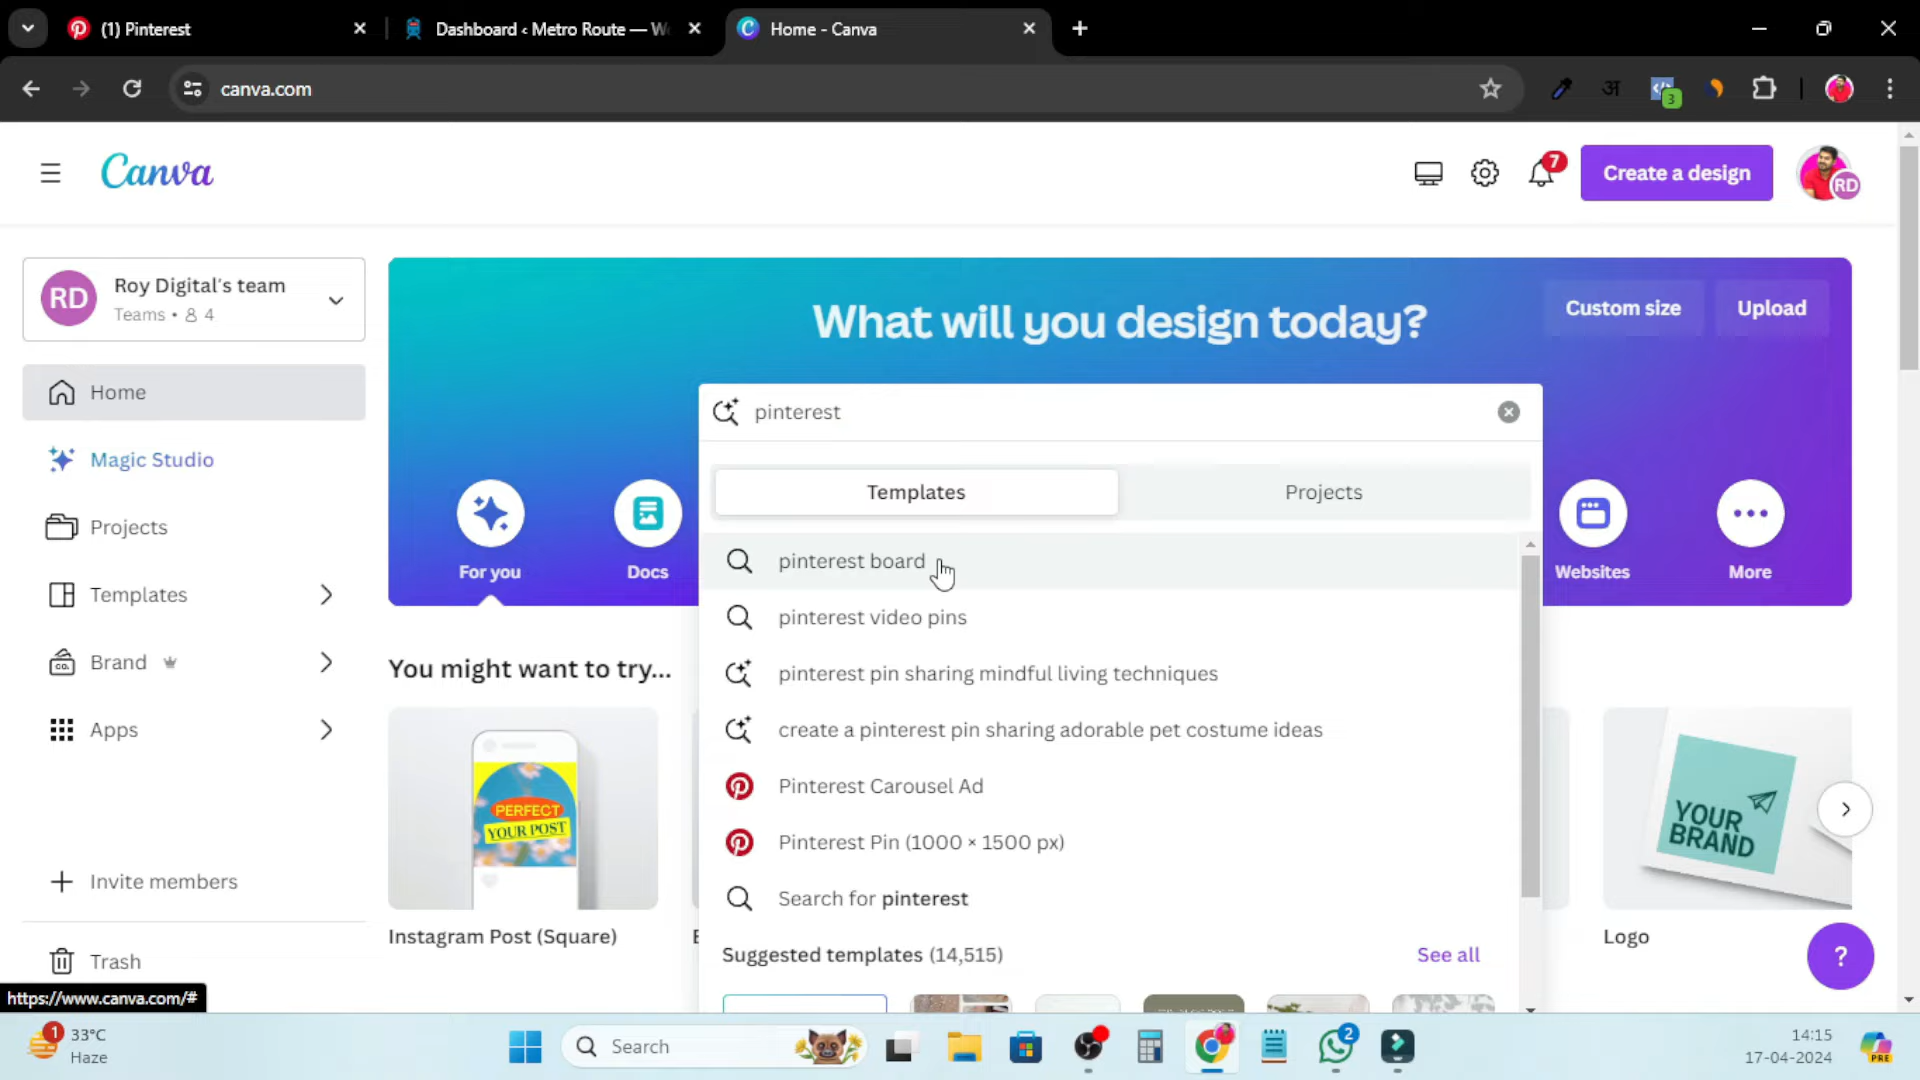 (1) Pinterest
Dashboard ‹ Metro Route — W
Home - Canva
canva.com
3
Canva
7
Create a design
RD
RD
Roy Digital's team
Teams • 4
What will you design today?
Custom size
Upload
Home
pinterest
Magic Studio
Templates
Projects
Projects
pinterest board
For you
Docs
Websites
More
Templates
pinterest video pins
You might want to try...
Brand
pinterest pin sharing mindful living techniques
Apps
create a pinterest pin sharing adorable pet costume ideas
PERFECT
YOUR POST
Pinterest Carousel Ad
YOUR
BRAND
Pinterest Pin (1000 × 1500 px)
Invite members
Search for pinterest
Instagram Post (Square)
Logo
Suggested templates (14,515)
See all
Trash
?
https://www.canva.com/#
1
33°C
Haze
Search
2
14:15
17-04-2024
PRE